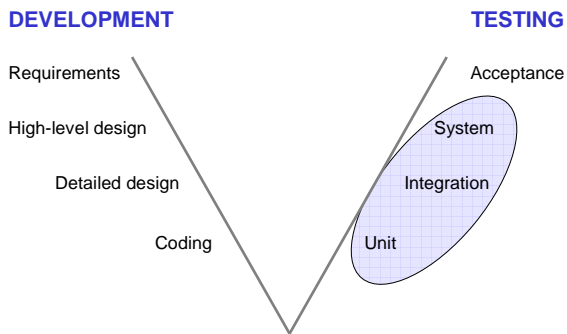 DEVELOPMENT TESTING
Requirements Acceptance
High-level design System
Detailed design Integration
Coding Unit